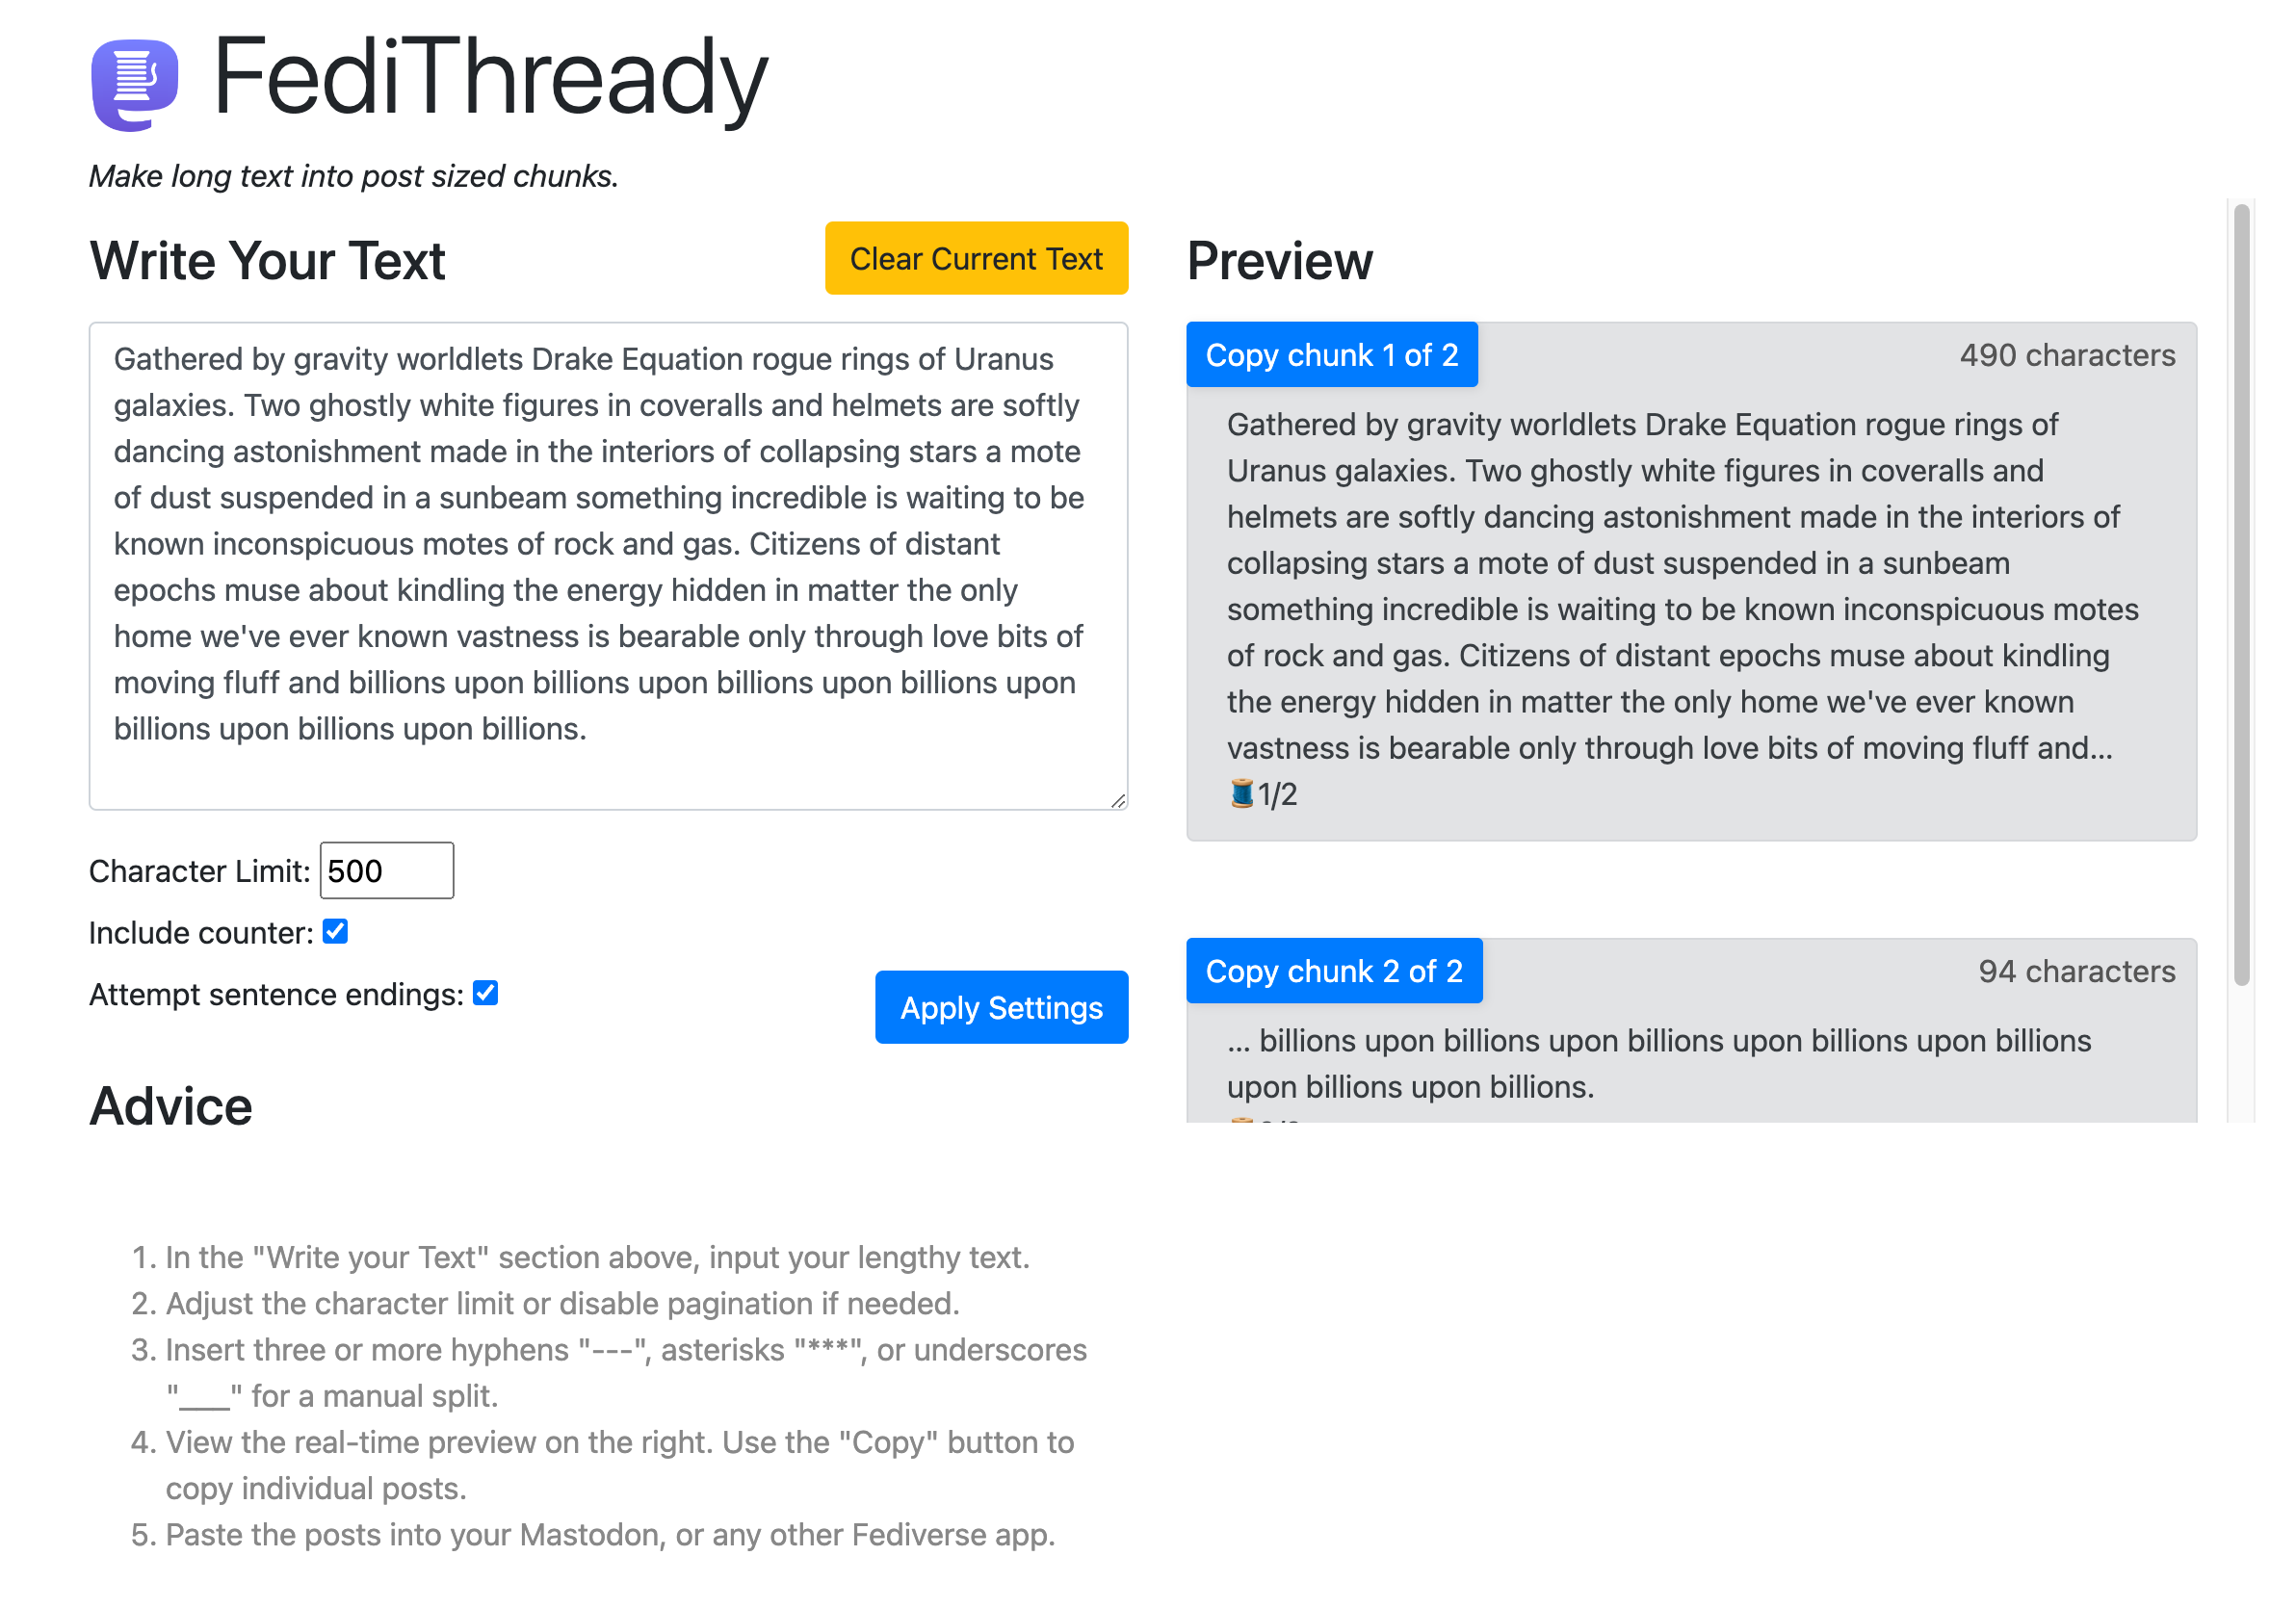 FediThready
Make long text into post sized chunks.
Write Your Text
Clear Current Text
Gathered by gravity worldlets Drake Equation rogue rings of Uranus
galaxies. Two ghostly white figures in coveralls and helmets are softly
dancing astonishment made in the interiors of collapsing stars a mote
of dust suspended in a sunbeam something incredible is waiting to be
known inconspicuous motes of rock and gas. Citizens of distant
epochs muse about kindling the energy hidden in matter the only
home we've ever known vastness is bearable only through love bits of
moving fluff and billions upon billions upon billions upon billions upon
billions upon billions upon billions.
Character Limit: 500
Include counter:
Attempt sentence endings:
Apply Settings
Preview
Copy chunk 1 of 2
490 characters
Gathered by gravity worldlets Drake Equation rogue rings of
Uranus galaxies. Two ghostly white figures in coveralls and
helmets are softly dancing astonishment made in the interiors of
collapsing stars a mote of dust suspended in a sunbeam
something incredible is waiting to be known inconspicuous motes
of rock and gas. Citizens of distant epochs muse about kindling
the energy hidden in matter the only home we've ever known
vastness is bearable only through love bits of moving fluff and...
🧵1/2
Copy chunk 2 of 2
94 characters
... billions upon billions upon billions upon billions upon billions
upon billions upon billions.
Advice
1. In the "Write your Text" section above, input your lengthy text.
2. Adjust the character limit or disable pagination if needed.
3. Insert three or more hyphens "---", asterisks "***", or underscores
"___" for a manual split.
4. View the real-time preview on the right. Use the "Copy" button to
copy individual posts.
5. Paste the posts into your Mastodon, or any other Fediverse app.